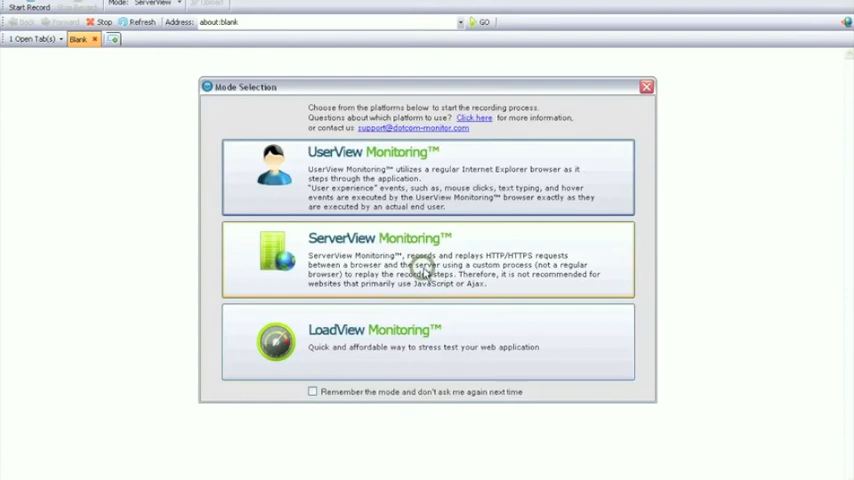 Start Record Mode: ServerView
Back Forward Stop Refresh Address: about:blank GO
1 Open Tab(s) Blank
Mode Selection
Choose from the platforms below to start the recording process.
Questions about which platform to use? Click here for more information,
or contact us support@dotcom-monitor.com
UserView Monitoring™
UserView Monitoring™ utilizes a regular Internet Explorer browser as it
steps through the application.
"User experience" events, such as, mouse clicks, text typing, and hover
events are executed by the UserView Monitoring™ browser exactly as they
are executed by an actual end user.
ServerView Monitoring™
ServerView Monitoring™, records and replays HTTP/HTTPS requests
between a browser and the server using a custom process (not a regular
browser) to replay the recorded steps. Therefore, it is not recommended for
websites that primarily use JavaScript or Ajax.
LoadView Monitoring™
Quick and affordable way to stress test your web application.
Remember the mode and don't ask me again next time